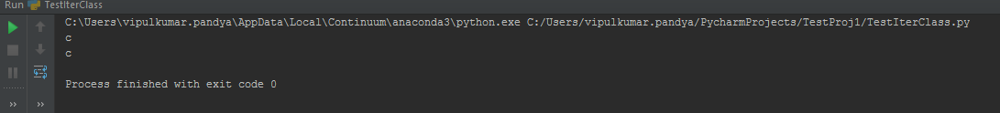 Run TestIterClass
C:\Users\vipulkumar.pandya\AppData\Local\Continuum\anaconda3\python.exe C:/Users/vipulkumar.pandya/PycharmProjects/TestProj1/TestIterClass.py
c
c
Process finished with exit code 0